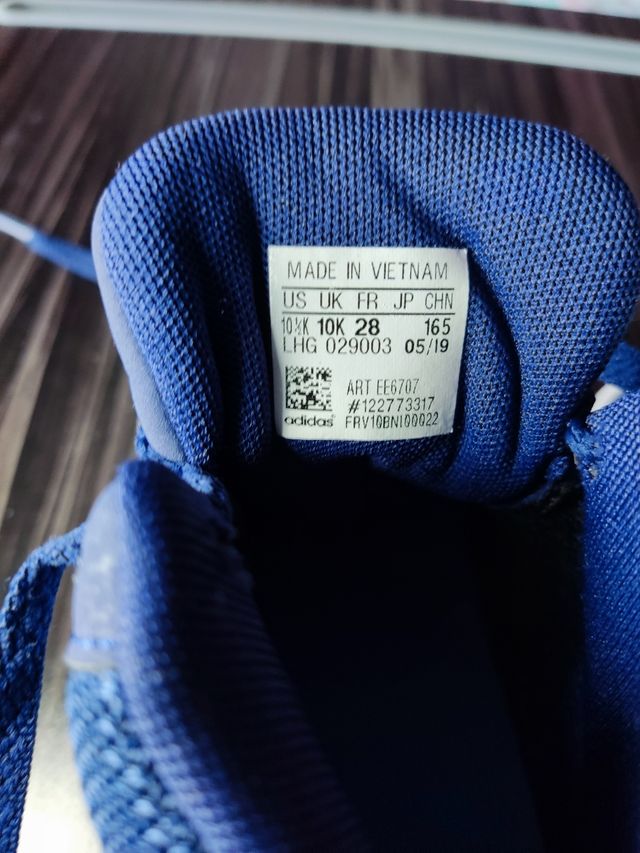 MADE IN VIETNAM
US UK FR JP CHN
10½K 10K 28 165
LHG 029003 05/19
ART EE6707
#122773317
adidas FRV10BNI00022